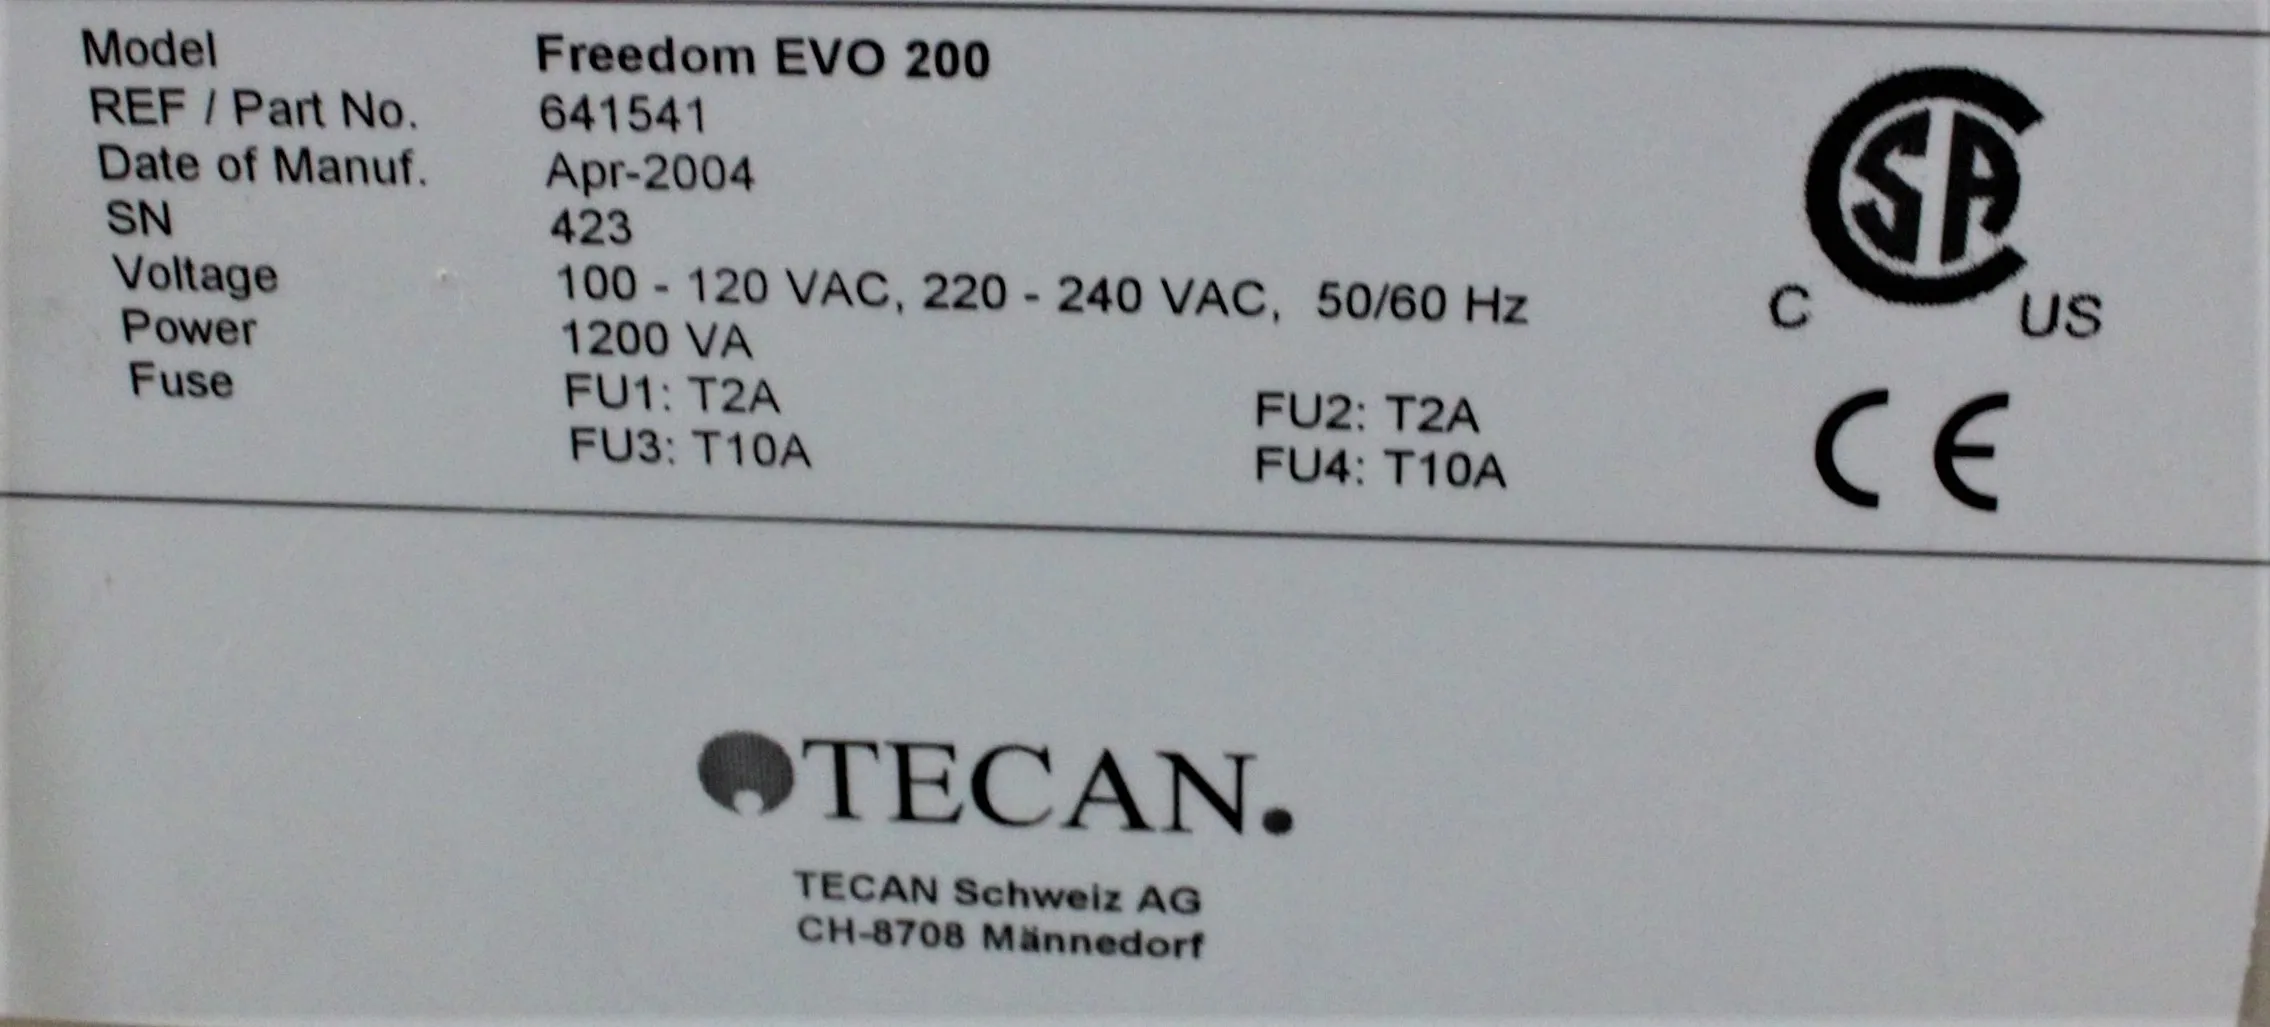 Model Freedom EVO 200
REF / Part No. 641541
Date of Manuf. Apr-2004
SN 423
Voltage 100 - 120 VAC, 220 - 240 VAC, 50/60 Hz
Power 1200 VA
Fuse FU1: T2A FU2: T2A
FU3: T10A FU4: T10A
C SA US
CE
TECAN.
TECAN Schweiz AG
CH-8708 Männedorf